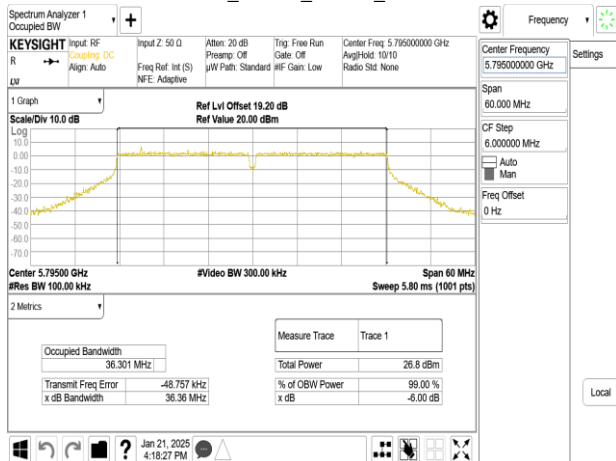 Spectrum Analyzer 1
Occupied BW
+
Frequency
KEYSIGHT
R
Input: RF
Coupling: DC
Align: Auto
Input Z: 50 Ω
Freq Ref: Int (S)
NFE: Adaptive
Atten: 20 dB
Preamp: Off
µW Path: Standard
Trig: Free Run
Gate: Off
#IF Gain: Low
Center Freq: 5.795000000 GHz
Avg|Hold: 10/10
Radio Std: None
Center Frequency
5.795000000 GHz
Settings
Span
60.000 MHz
CF Step
6.000000 MHz
Auto
Man
Freq Offset
0 Hz
Local
1 Graph
Scale/Div 10.0 dB
Ref Lvl Offset 19.20 dB
Ref Value 20.00 dBm
Log
10.0
0.00
-10.0
-20.0
-30.0
-40.0
-50.0
-60.0
-70.0
Center 5.79500 GHz
#Res BW 100.00 kHz
#Video BW 300.00 kHz
Span 60 MHz
Sweep 5.80 ms (1001 pts)
2 Metrics
Measure Trace Trace 1
Occupied Bandwidth
36.301 MHz
Total Power 26.8 dBm
Transmit Freq Error -48.757 kHz
% of OBW Power 99.00 %
x dB Bandwidth 36.36 MHz
x dB -6.00 dB
?
Jan 21, 2025
4:18:27 PM